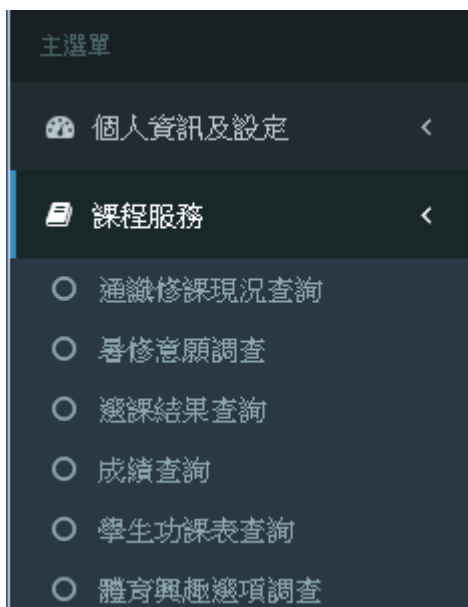 主選單
個人資訊及設定
課程服務
通識修課現況查詢
暑修意願調查
選課結果查詢
成績查詢
學生功課表查詢
體育興趣選項調查